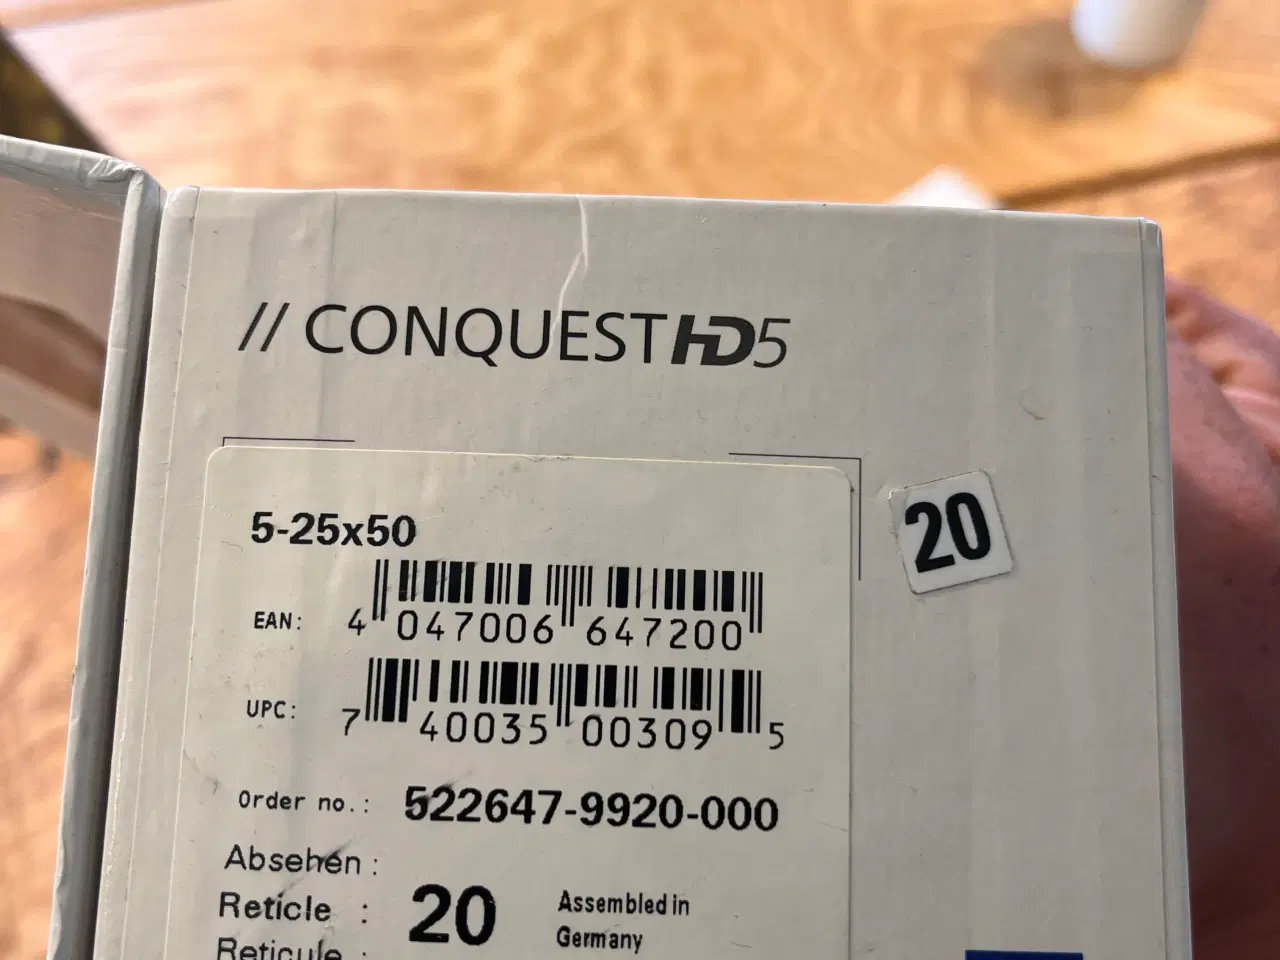 // CONQUEST HD5
20
5-25x50
EAN: 4 047006 647200
UPC: 7 40035 00309 5
Order no.: 522647-9920-000
Absehen :
Reticle : 20
Assembled in
Germany
Reticule :